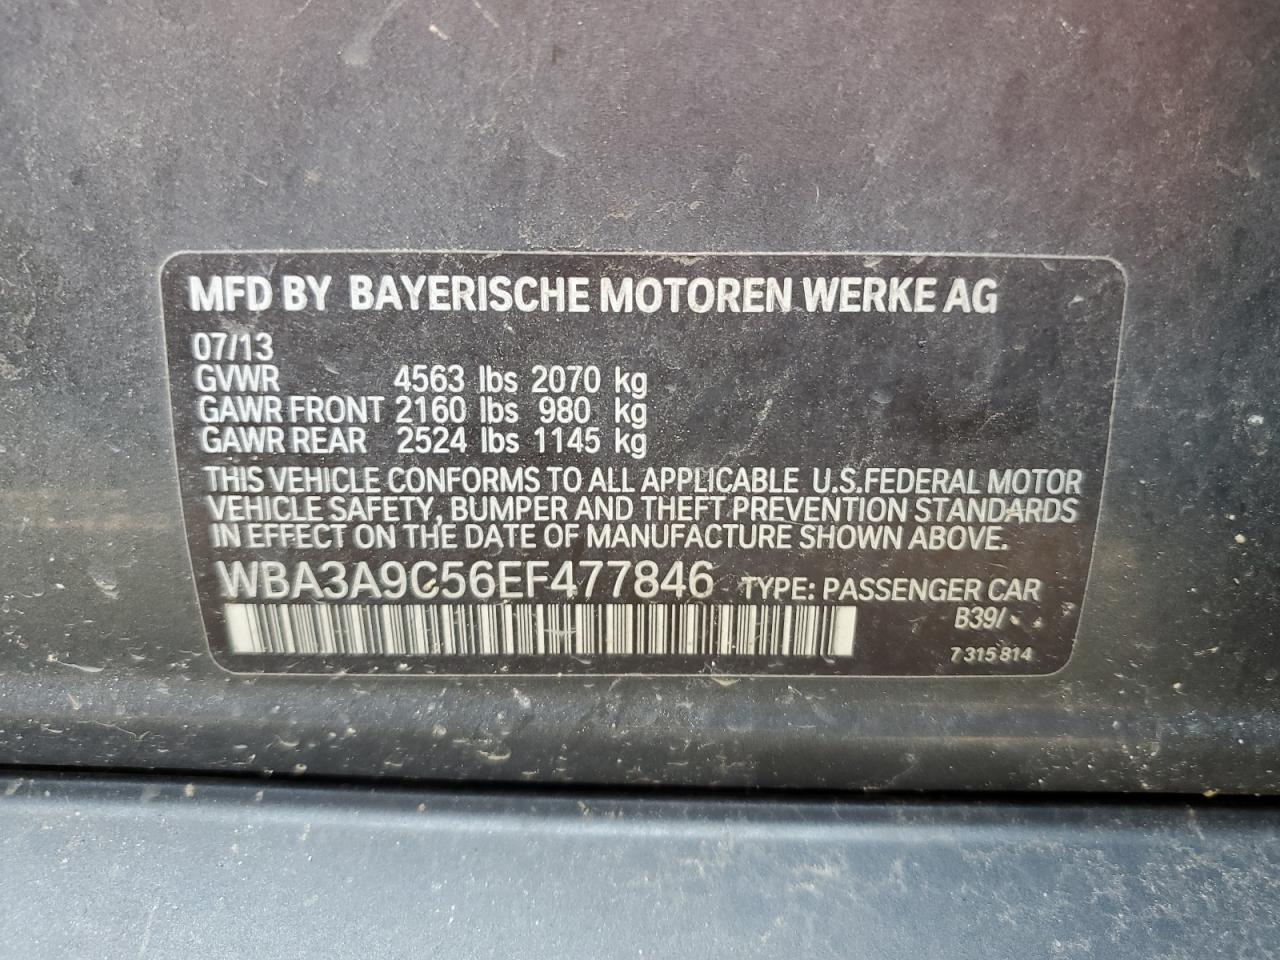 MFD BY BAYERISCHE MOTOREN WERKE AG
07/13
GVWR 4563 lbs 2070 kg
GAWR FRONT 2160 lbs 980 kg
GAWR REAR 2524 lbs 1145 kg
THIS VEHICLE CONFORMS TO ALL APPLICABLE U.S.FEDERAL MOTOR
VEHICLE SAFETY, BUMPER AND THEFT PREVENTION STANDARDS
IN EFFECT ON THE DATE OF MANUFACTURE SHOWN ABOVE.
WBA3A9C56EF477846 TYPE: PASSENGER CAR
B39/
7 315 814